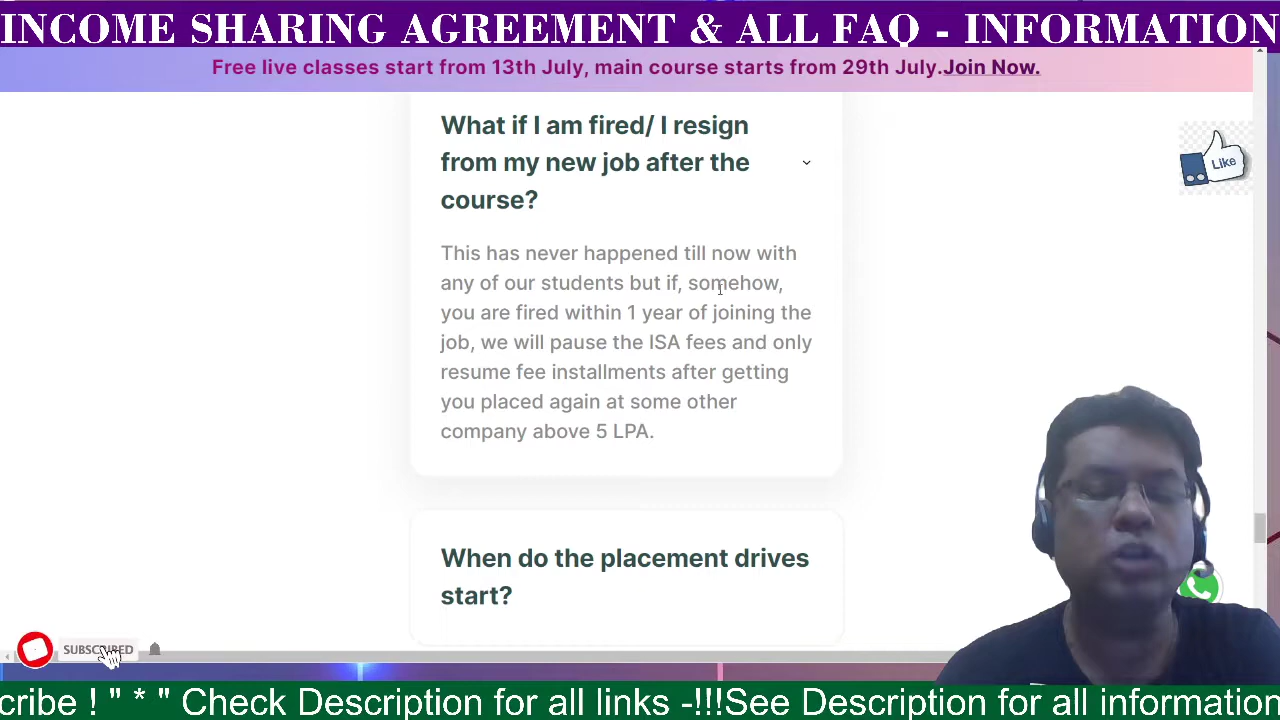 INCOME SHARING AGREEMENT & ALL FAQ - INFORMATION
Free live classes start from 13th July, main course starts from 29th July.Join Now.
What if I am fired/ I resign
from my new job after the
course?
Like
This has never happened till now with
any of our students but if, somehow,
you are fired within 1 year of joining the
job, we will pause the ISA fees and only
resume fee installments after getting
you placed again at some other
company above 5 LPA.
When do the placement drives
start?
SUBSCRIBED
cribe ! " * " Check Description for all links -!!!See Description for all information